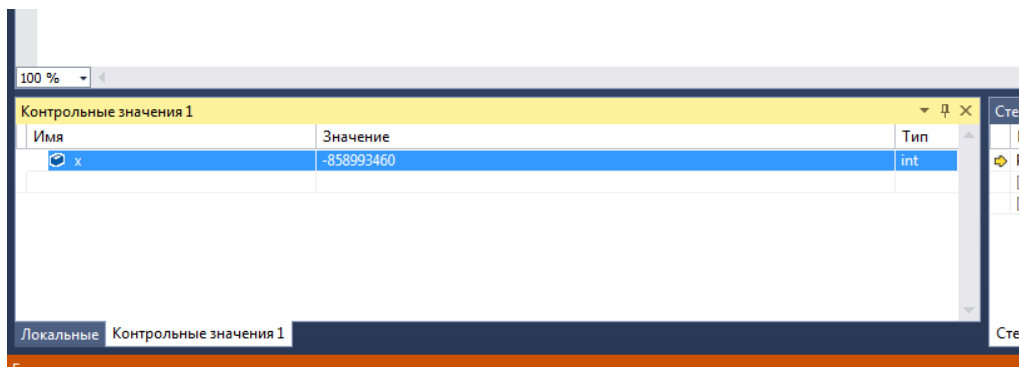 100 %
Контрольные значения 1
Имя Значение Тип
x -858993460 int
Локальные Контрольные значения 1